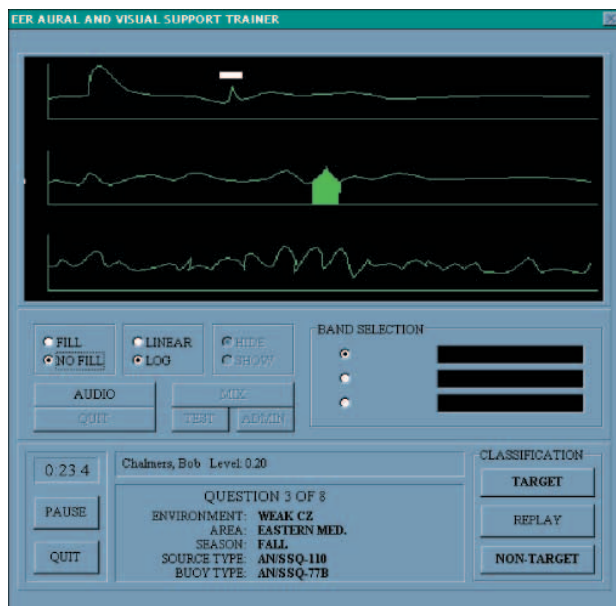 EER AURAL AND VISUAL SUPPORT TRAINER
FILL
NO FILL
LINEAR
LOG
HIDE
SHOW
BAND SELECTION
AUDIO
MIX
QUIT
TEST
ADMIN
0:23 4
Chalmers, Bob Level: 0.20
CLASSIFICATION
TARGET
PAUSE
QUESTION 3 OF 8
ENVIRONMENT: WEAK CZ
AREA: EASTERN MED.
SEASON: FALL
SOURCE TYPE: AN/SSQ-110
BUOY TYPE: AN/SSQ-77B
REPLAY
QUIT
NON-TARGET